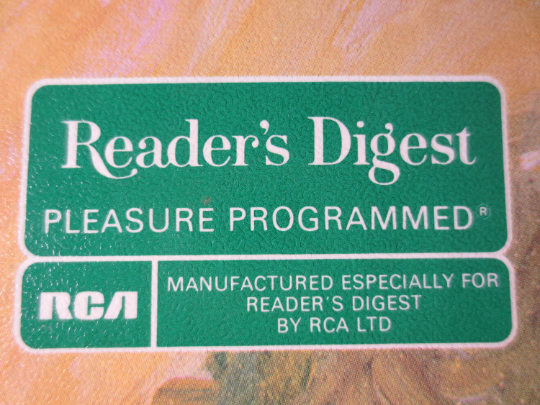 Reader's Digest
PLEASURE PROGRAMMED®
RCA
MANUFACTURED ESPECIALLY FOR
READER'S DIGEST
BY RCA LTD